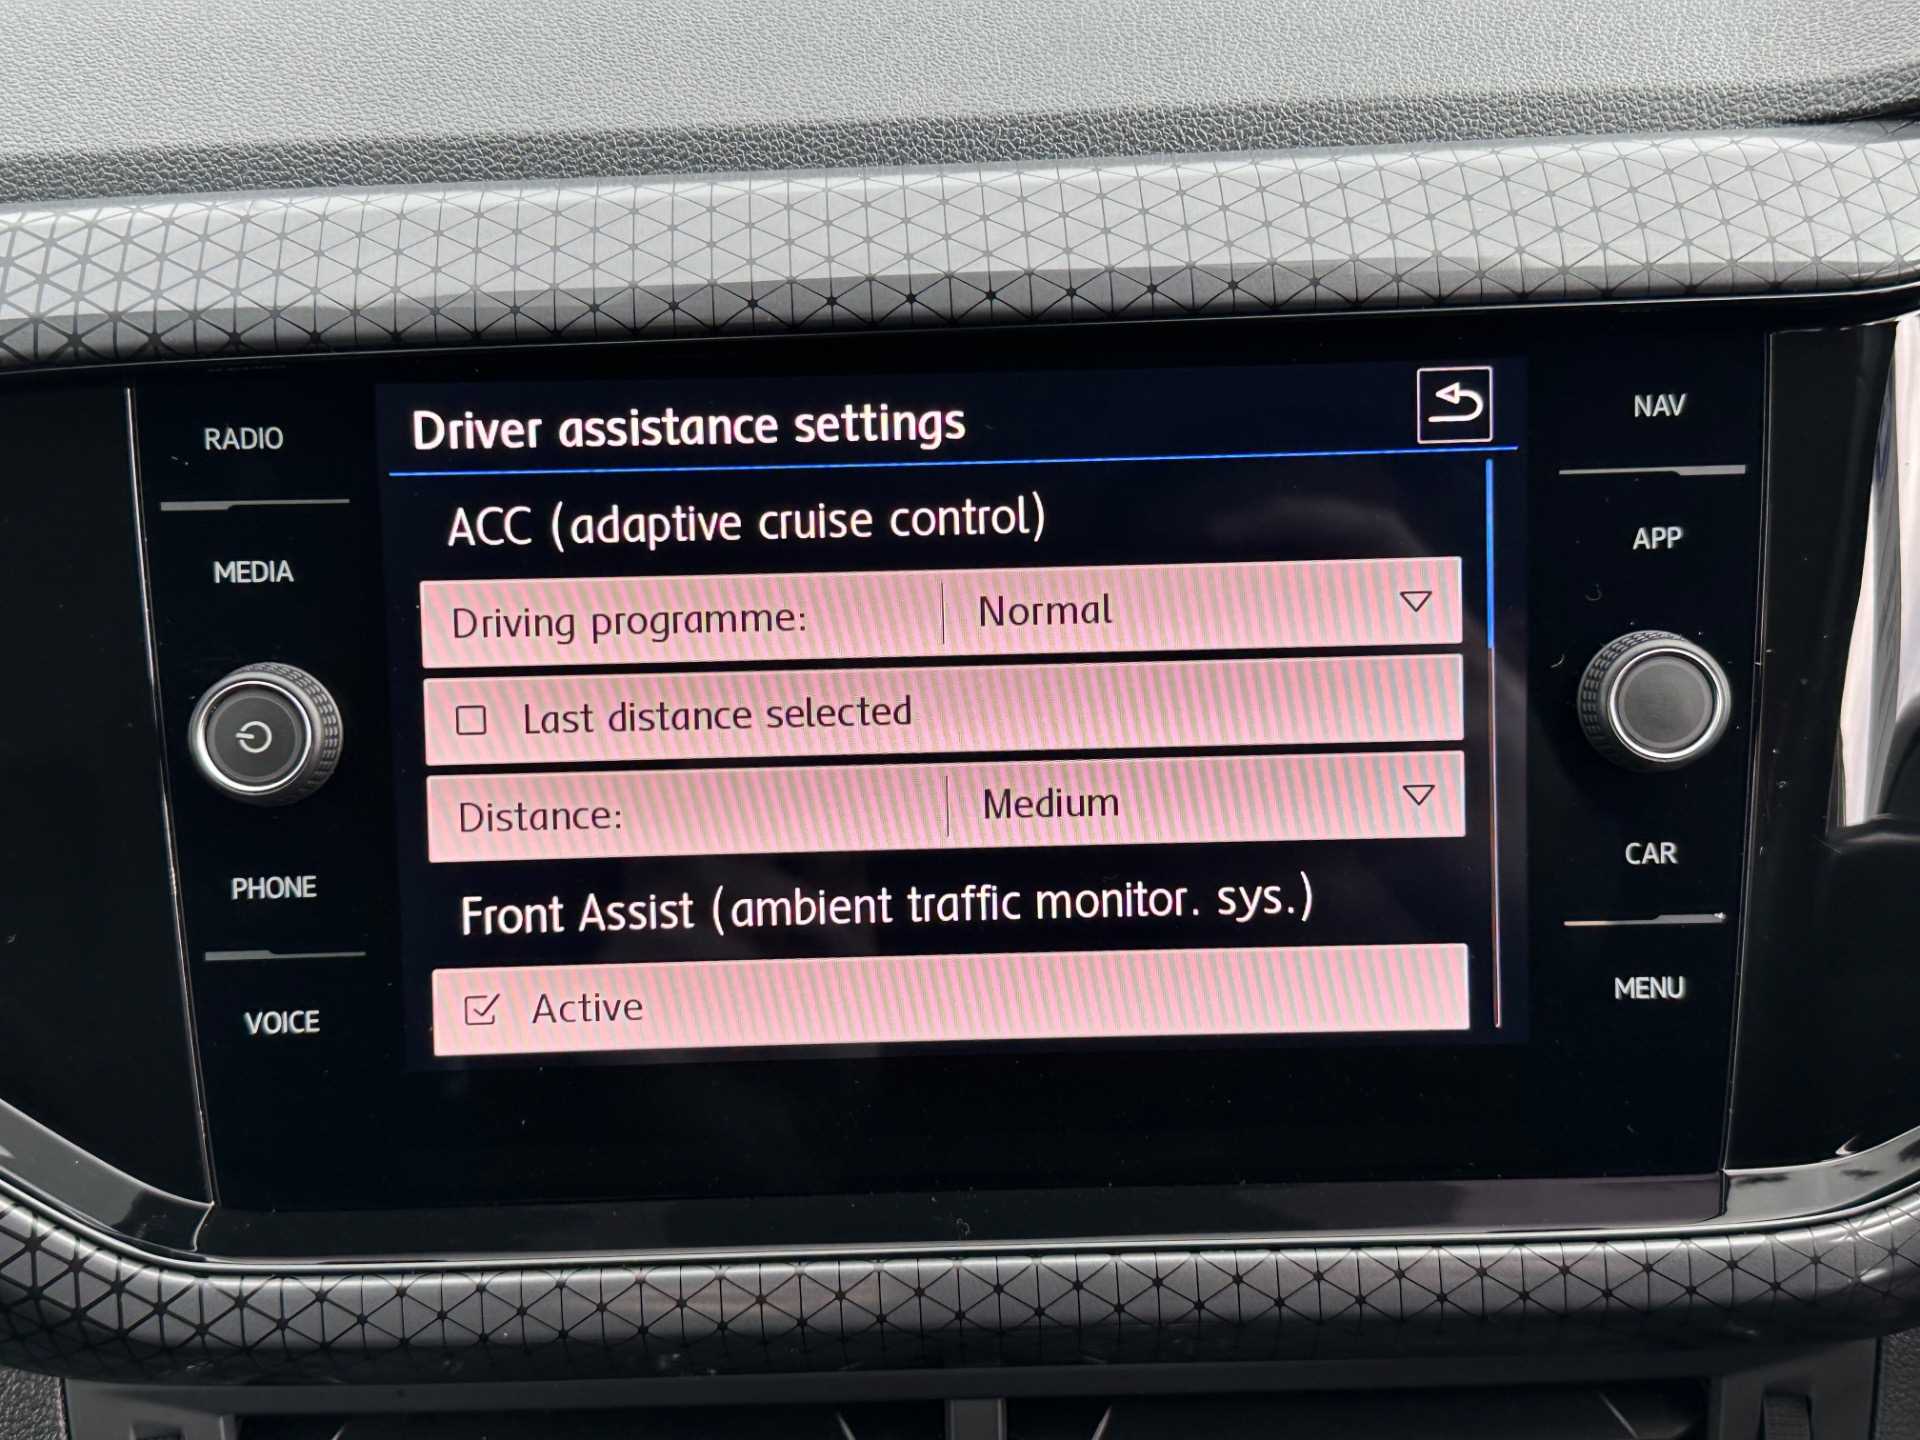 Driver assistance settings
ACC (adaptive cruise control)
Driving programme: Normal
Last distance selected
Distance: Medium
Front Assist (ambient traffic monitor. sys.)
Active
RADIO
MEDIA
PHONE
VOICE
NAV
APP
CAR
MENU